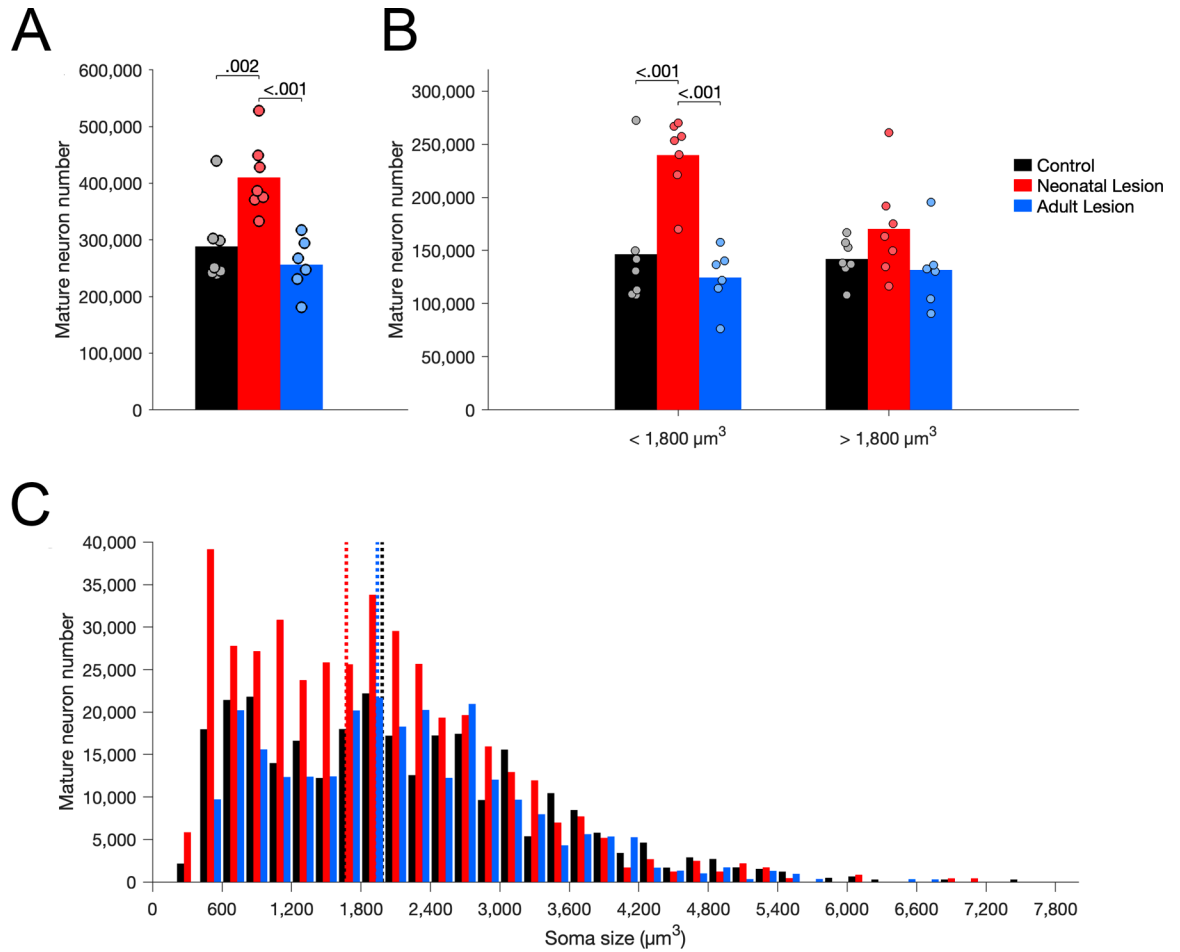 A
B
600,000
500,000
400,000
300,000
200,000
100,000
0
Mature neuron number
.002
<.001
300,000
250,000
200,000
150,000
100,000
50,000
0
Mature neuron number
<.001
<.001
< 1,800 µm³
> 1,800 µm³
Control
Neonatal Lesion
Adult Lesion
C
40,000
35,000
30,000
25,000
20,000
15,000
10,000
5,000
0
Mature neuron number
0 600 1,200 1,800 2,400 3,000 3,600 4,200 4,800 5,400 6,000 6,600 7,200 7,800
Soma size (µm³)